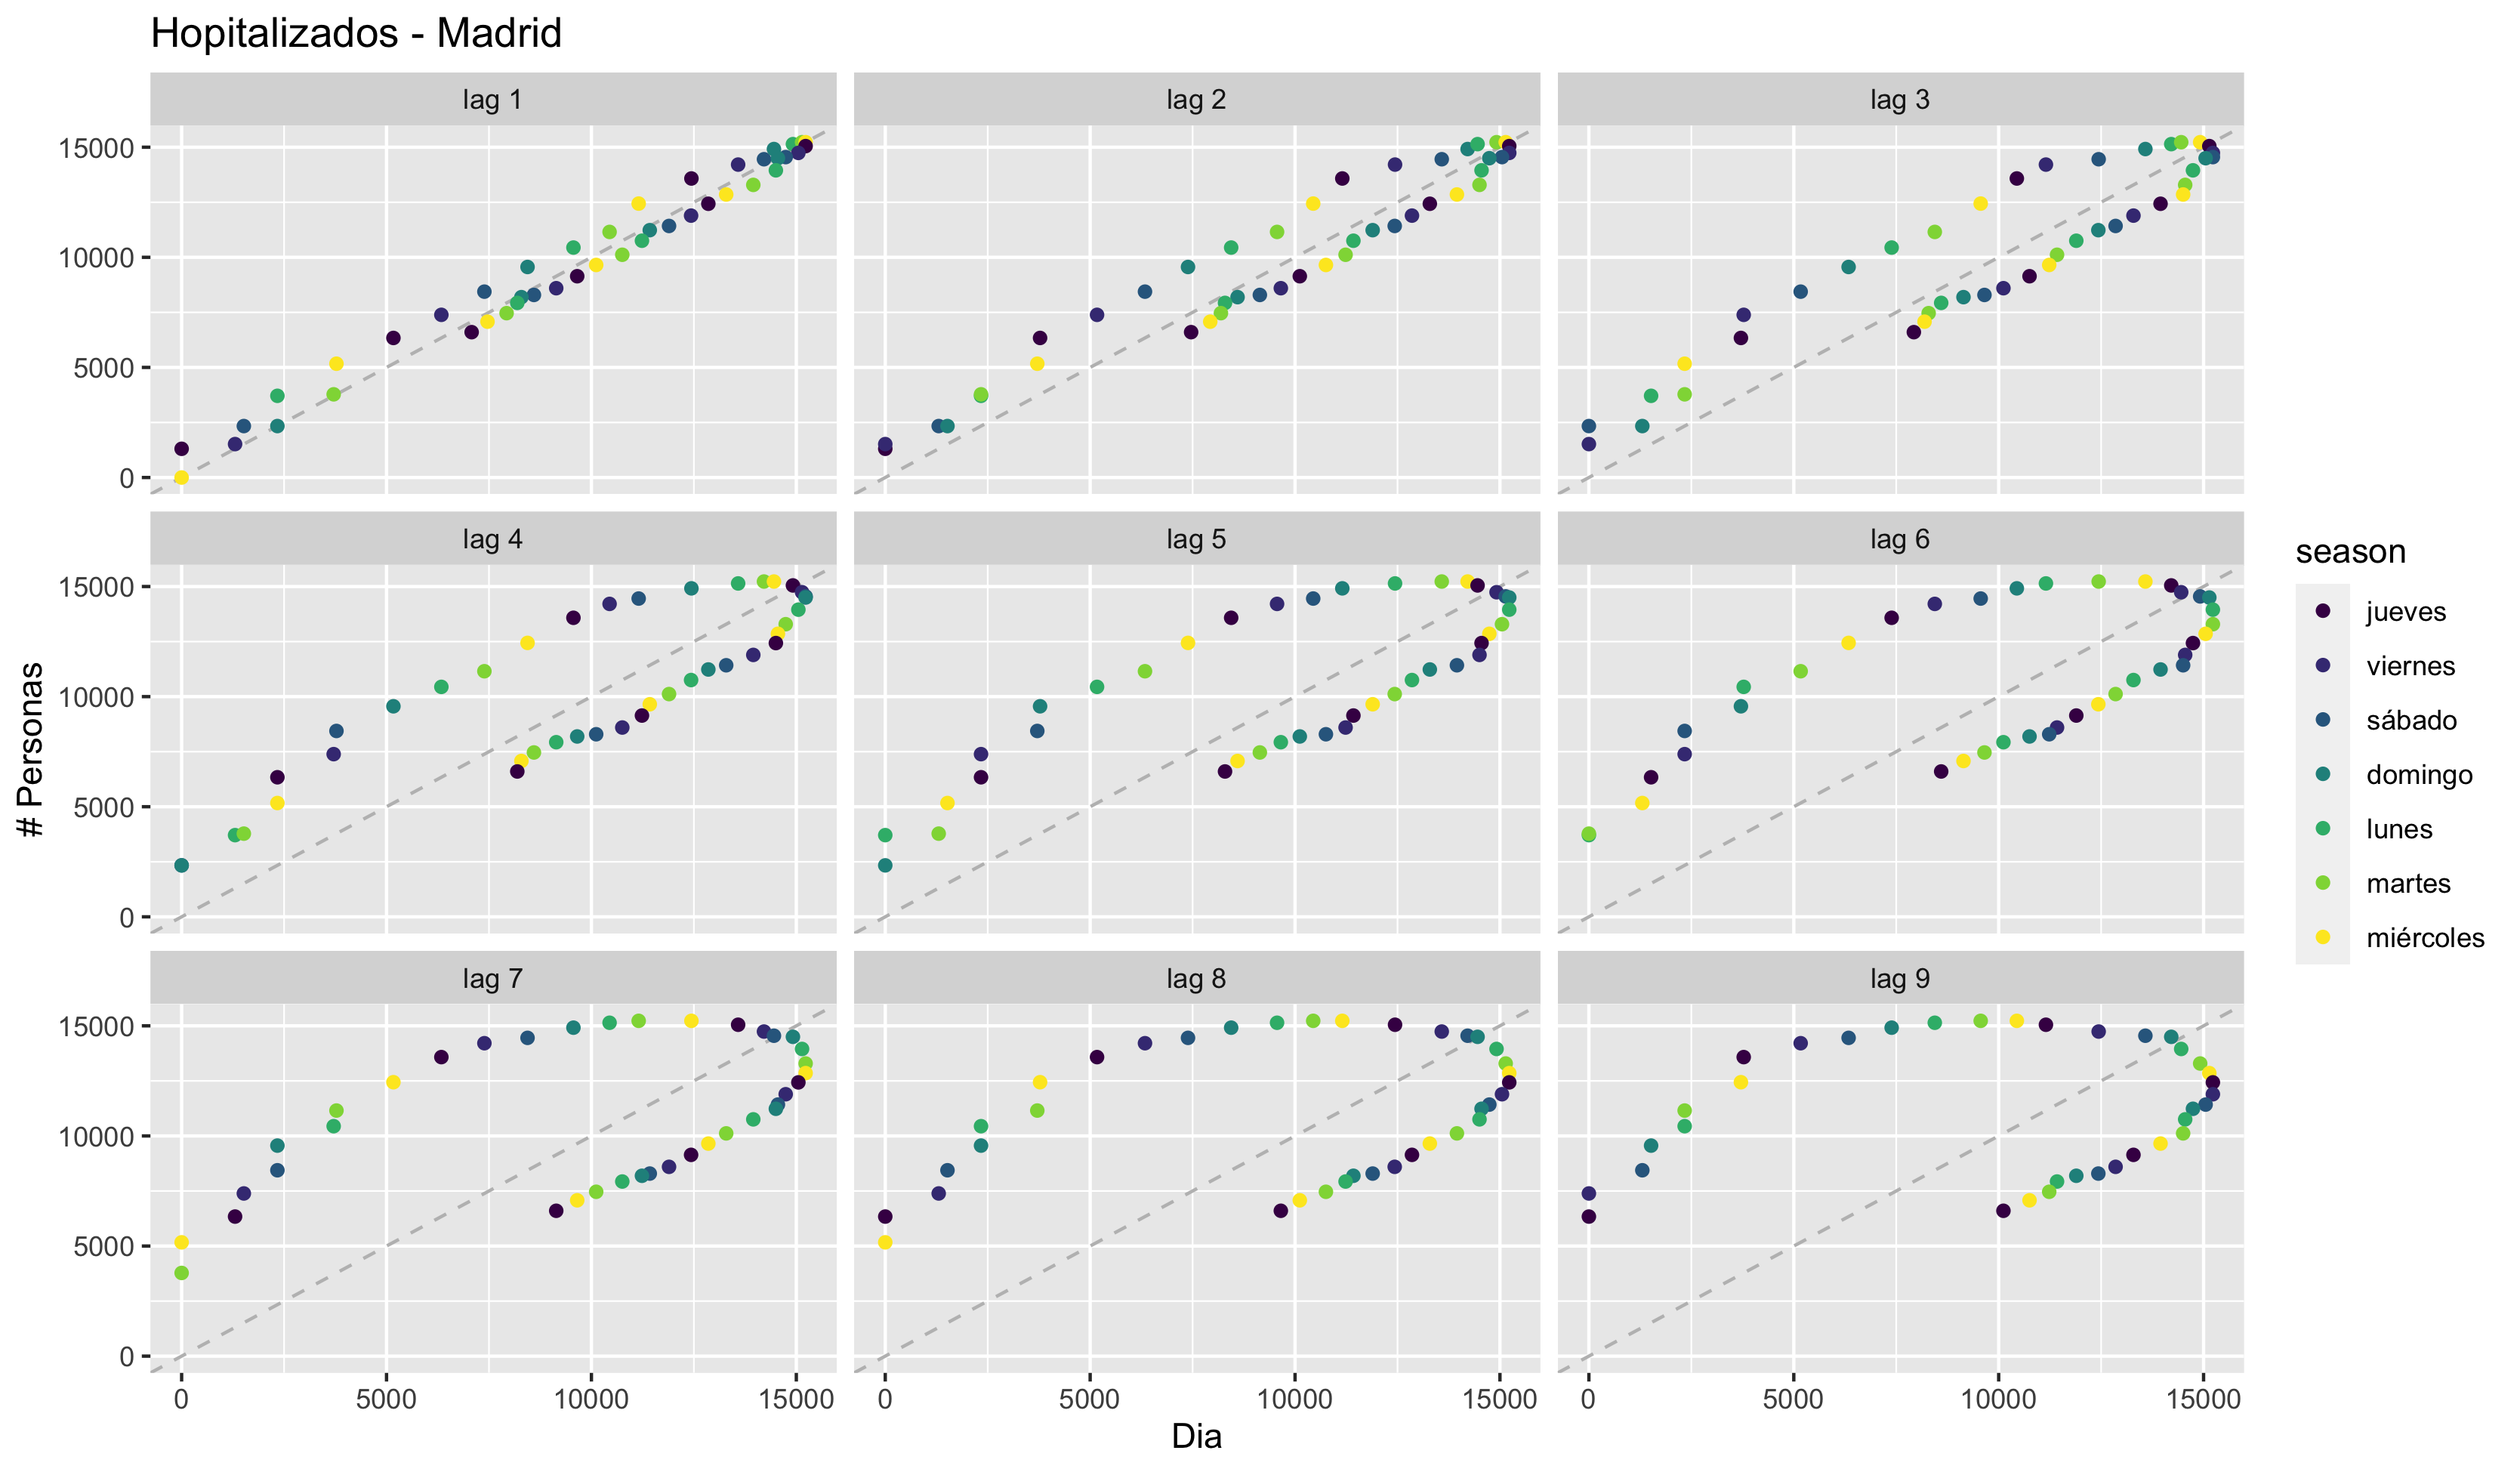 Hopitalizados - Madrid
lag 1
lag 2
lag 3
15000
10000
5000
0
lag 4
lag 5
lag 6
15000
10000
5000
0
lag 7
lag 8
lag 9
15000
10000
5000
0
0 5000 10000 15000
0 5000 10000 15000
0 5000 10000 15000
Dia
# Personas
season
jueves
viernes
sábado
domingo
lunes
martes
miércoles